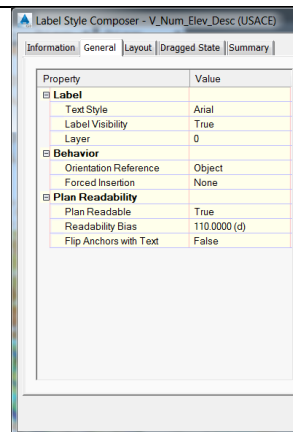 Label Style Composer - V_Num_Elev_Desc (USACE)
Information General Layout Dragged State Summary
Property Value
Label
Text Style Arial
Label Visibility True
Layer 0
Behavior
Orientation Reference Object
Forced Insertion None
Plan Readability
Plan Readable True
Readability Bias 110.0000 (d)
Flip Anchors with Text False